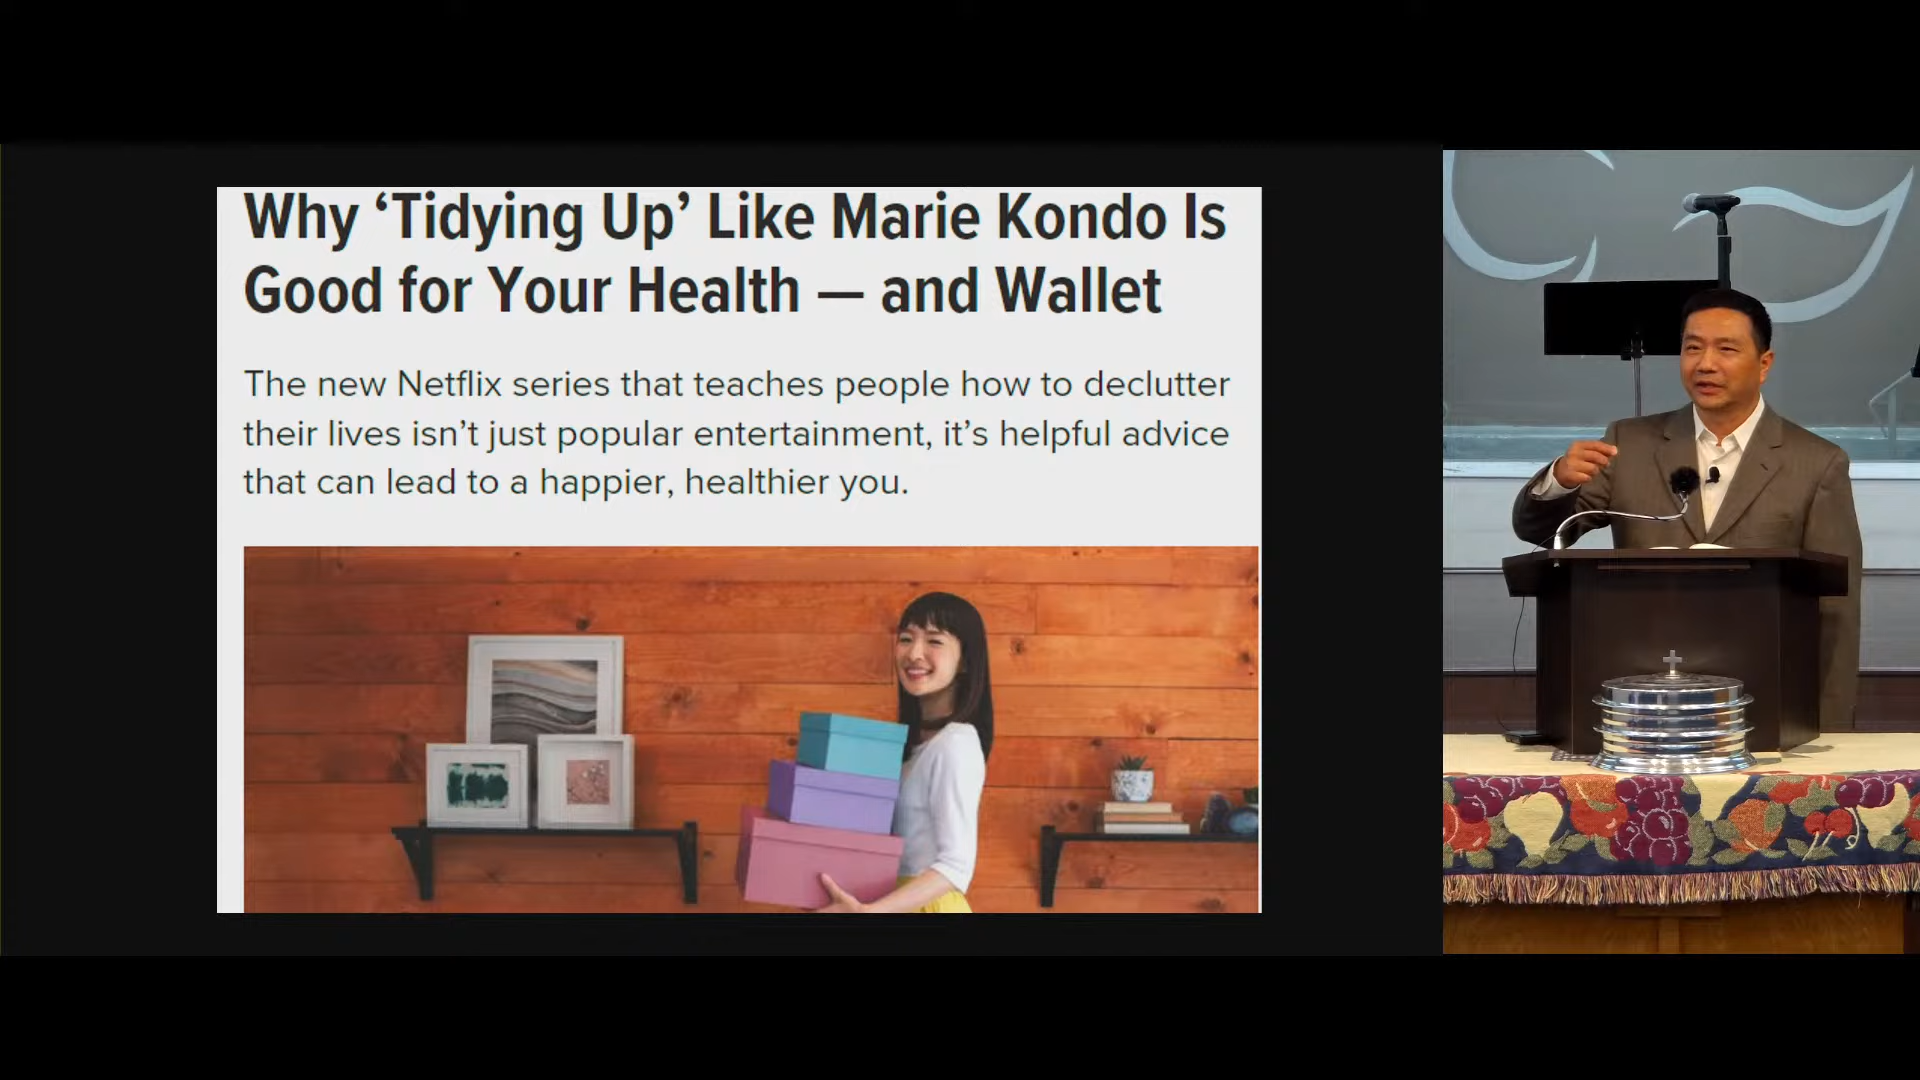 Why ‘Tidying Up’ Like Marie Kondo Is
Good for Your Health — and Wallet
The new Netflix series that teaches people how to declutter
their lives isn’t just popular entertainment, it’s helpful advice
that can lead to a happier, healthier you.